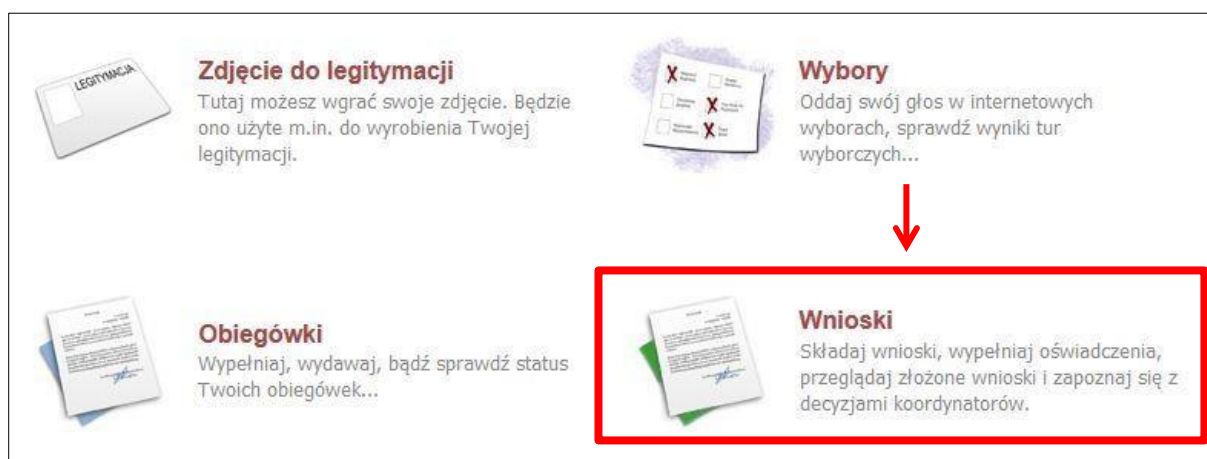 LEGITYMACJA
Zdjęcie do legitymacji
Tutaj możesz wgrać swoje zdjęcie. Będzie
ono użyte m.in. do wyrobienia Twojej
legitymacji.
Wybory
Oddaj swój głos w internetowych
wyborach, sprawdź wyniki tur
wyborczych...
Obiegówki
Wypełniaj, wydawaj, bądź sprawdź status
Twoich obiegówek...
Wnioski
Składaj wnioski, wypełniaj oświadczenia,
przeglądaj złożone wnioski i zapoznaj się z
decyzjami koordynatorów.